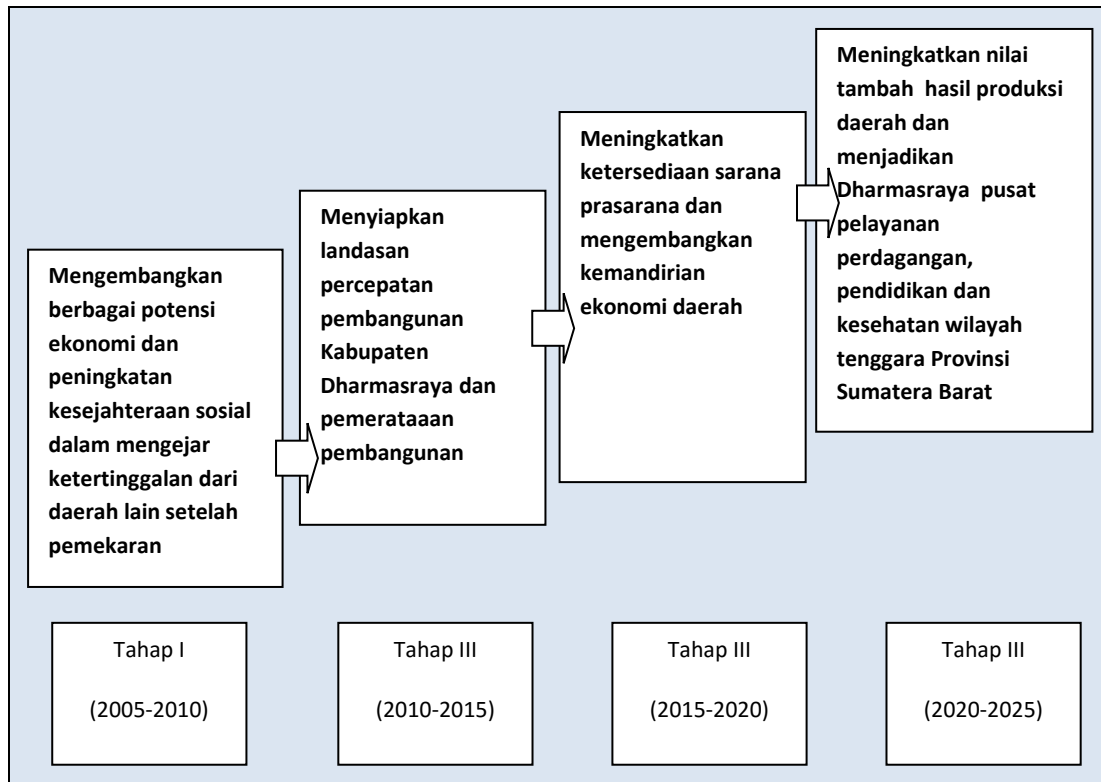 Mengembangkan
berbagai potensi
ekonomi dan
peningkatan
kesejahteraan sosial
dalam mengejar
ketertinggalan dari
daerah lain setelah
pemekaran
Menyiapkan
landasan
percepatan
pembangunan
Kabupaten
Dharmasraya dan
pemerataaan
pembangunan
Meningkatkan
ketersediaan sarana
prasarana dan
mengembangkan
kemandirian
ekonomi daerah
Meningkatkan nilai
tambah hasil produksi
daerah dan
menjadikan
Dharmasraya pusat
pelayanan
perdagangan,
pendidikan dan
kesehatan wilayah
tenggara Provinsi
Sumatera Barat
Tahap I
(2005-2010)
Tahap III
(2010-2015)
Tahap III
(2015-2020)
Tahap III
(2020-2025)